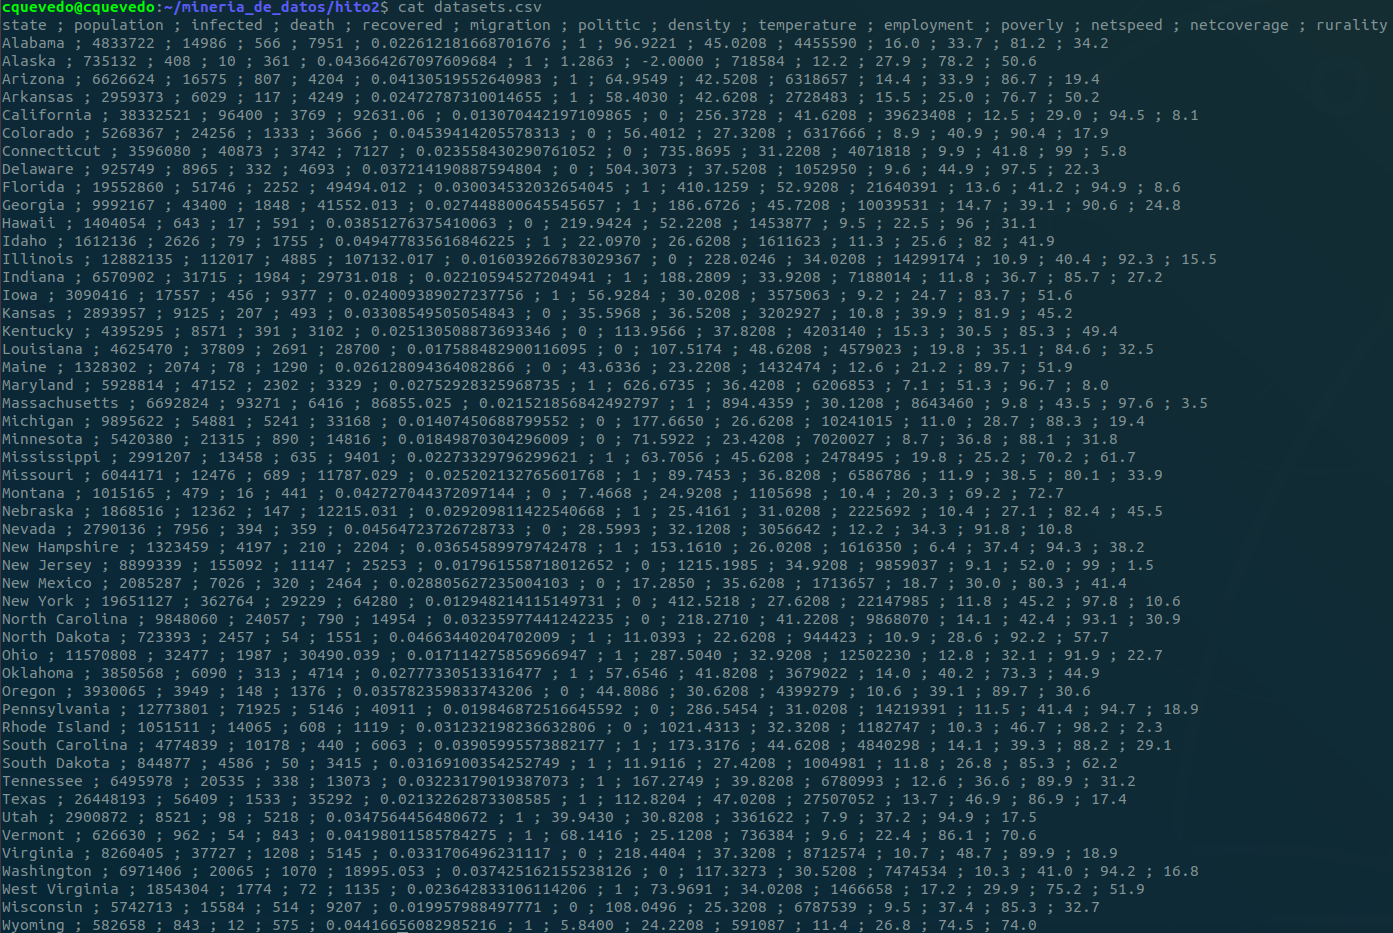 cquevedo@cquevedo:~/mineria_de_datos/hito2$ cat datasets.csv
state ; population ; infected ; death ; recovered ; migration ; politic ; density ; temperature ; employment ; poverly ; netspeed ; netcoverage ; rurality
Alabama ; 4833722 ; 14986 ; 566 ; 7951 ; 0.022612181668701676 ; 1 ; 96.9221 ; 45.0208 ; 4455590 ; 16.0 ; 33.7 ; 81.2 ; 34.2
Alaska ; 735132 ; 408 ; 10 ; 361 ; 0.043664267097609684 ; 1 ; 1.2863 ; -2.0000 ; 718584 ; 12.2 ; 27.9 ; 78.2 ; 50.6
Arizona ; 6626624 ; 16575 ; 807 ; 4204 ; 0.04130519552640983 ; 1 ; 64.9549 ; 42.5208 ; 6318657 ; 14.4 ; 33.9 ; 86.7 ; 19.4
Arkansas ; 2959373 ; 6029 ; 117 ; 4249 ; 0.02472787310014655 ; 1 ; 58.4030 ; 42.6208 ; 2728483 ; 15.5 ; 25.0 ; 76.7 ; 50.2
California ; 38332521 ; 96400 ; 3769 ; 92631.06 ; 0.013070442197109865 ; 0 ; 256.3728 ; 41.6208 ; 39623408 ; 12.5 ; 29.0 ; 94.5 ; 8.1
Colorado ; 5268367 ; 24256 ; 1333 ; 3666 ; 0.04539414205578313 ; 0 ; 56.4012 ; 27.3208 ; 6317666 ; 8.9 ; 40.9 ; 90.4 ; 17.9
Connecticut ; 3596080 ; 40873 ; 3742 ; 7127 ; 0.023558430290761052 ; 0 ; 735.8695 ; 31.2208 ; 4071818 ; 9.9 ; 41.8 ; 99 ; 5.8
Delaware ; 925749 ; 8965 ; 332 ; 4693 ; 0.037214190887594804 ; 0 ; 504.3073 ; 37.5208 ; 1052950 ; 9.6 ; 44.9 ; 97.5 ; 22.3
Florida ; 19552860 ; 51746 ; 2252 ; 49494.012 ; 0.030034532032654045 ; 1 ; 410.1259 ; 52.9208 ; 21640391 ; 13.6 ; 41.2 ; 94.9 ; 8.6
Georgia ; 9992167 ; 43400 ; 1848 ; 41552.013 ; 0.027448800645545657 ; 1 ; 186.6726 ; 45.7208 ; 10039531 ; 14.7 ; 39.1 ; 90.6 ; 24.8
Hawaii ; 1404054 ; 643 ; 17 ; 591 ; 0.03851276375410063 ; 0 ; 219.9424 ; 52.2208 ; 1453877 ; 9.5 ; 22.5 ; 96 ; 31.1
Idaho ; 1612136 ; 2626 ; 79 ; 1755 ; 0.049477835616846225 ; 1 ; 22.0970 ; 26.6208 ; 1611623 ; 11.3 ; 25.6 ; 82 ; 41.9
Illinois ; 12882135 ; 112017 ; 4885 ; 107132.017 ; 0.016039266783029367 ; 0 ; 228.0246 ; 34.0208 ; 14299174 ; 10.9 ; 40.4 ; 92.3 ; 15.5
Indiana ; 6570902 ; 31715 ; 1984 ; 29731.018 ; 0.02210594527204941 ; 1 ; 188.2809 ; 33.9208 ; 7188014 ; 11.8 ; 36.7 ; 85.7 ; 27.2
Iowa ; 3090416 ; 17557 ; 456 ; 9377 ; 0.024009389027237756 ; 1 ; 56.9284 ; 30.0208 ; 3575063 ; 9.2 ; 24.7 ; 83.7 ; 51.6
Kansas ; 2893957 ; 9125 ; 207 ; 493 ; 0.03308549505054843 ; 0 ; 35.5968 ; 36.5208 ; 3202927 ; 10.8 ; 39.9 ; 81.9 ; 45.2
Kentucky ; 4395295 ; 8571 ; 391 ; 3102 ; 0.025130508873693346 ; 0 ; 113.9566 ; 37.8208 ; 4203140 ; 15.3 ; 30.5 ; 85.3 ; 49.4
Louisiana ; 4625470 ; 37809 ; 2691 ; 28700 ; 0.017588482900116095 ; 0 ; 107.5174 ; 48.6208 ; 4579023 ; 19.8 ; 35.1 ; 84.6 ; 32.5
Maine ; 1328302 ; 2074 ; 78 ; 1290 ; 0.026128094364082866 ; 0 ; 43.6336 ; 23.2208 ; 1432474 ; 12.6 ; 21.2 ; 89.7 ; 51.9
Maryland ; 5928814 ; 47152 ; 2302 ; 3329 ; 0.02752928325968735 ; 1 ; 626.6735 ; 36.4208 ; 6206853 ; 7.1 ; 51.3 ; 96.7 ; 8.0
Massachusetts ; 6692824 ; 93271 ; 6416 ; 86855.025 ; 0.021521856842492797 ; 1 ; 894.4359 ; 30.1208 ; 8643460 ; 9.8 ; 43.5 ; 97.6 ; 3.5
Michigan ; 9895622 ; 54881 ; 5241 ; 33168 ; 0.01407450688799552 ; 0 ; 177.6650 ; 26.6208 ; 10241015 ; 11.0 ; 28.7 ; 88.3 ; 19.4
Minnesota ; 5420380 ; 21315 ; 890 ; 14816 ; 0.01849870304296009 ; 0 ; 71.5922 ; 23.4208 ; 7020027 ; 8.7 ; 36.8 ; 88.1 ; 31.8
Mississippi ; 2991207 ; 13458 ; 635 ; 9401 ; 0.02273329796299621 ; 1 ; 63.7056 ; 45.6208 ; 2478495 ; 19.8 ; 25.2 ; 70.2 ; 61.7
Missouri ; 6044171 ; 12476 ; 689 ; 11787.029 ; 0.025202132765601768 ; 1 ; 89.7453 ; 36.8208 ; 6586786 ; 11.9 ; 38.5 ; 80.1 ; 33.9
Montana ; 1015165 ; 479 ; 16 ; 441 ; 0.042727044372097144 ; 0 ; 7.4668 ; 24.9208 ; 1105698 ; 10.4 ; 20.3 ; 69.2 ; 72.7
Nebraska ; 1868516 ; 12362 ; 147 ; 12215.031 ; 0.029209811422540668 ; 1 ; 25.4161 ; 31.0208 ; 2225692 ; 10.4 ; 27.1 ; 82.4 ; 45.5
Nevada ; 2790136 ; 7956 ; 394 ; 359 ; 0.04564723726728733 ; 0 ; 28.5993 ; 32.1208 ; 3056642 ; 12.2 ; 34.3 ; 91.8 ; 10.8
New Hampshire ; 1323459 ; 4197 ; 210 ; 2204 ; 0.03654589979742478 ; 1 ; 153.1610 ; 26.0208 ; 1616350 ; 6.4 ; 37.4 ; 94.3 ; 38.2
New Jersey ; 8899339 ; 155092 ; 11147 ; 25253 ; 0.017961558718012652 ; 0 ; 1215.1985 ; 34.9208 ; 9859037 ; 9.1 ; 52.0 ; 99 ; 1.5
New Mexico ; 2085287 ; 7026 ; 320 ; 2464 ; 0.028805627235004103 ; 0 ; 17.2850 ; 35.6208 ; 1713657 ; 18.7 ; 30.0 ; 80.3 ; 41.4
New York ; 19651127 ; 362764 ; 29229 ; 64280 ; 0.012948214115149731 ; 0 ; 412.5218 ; 27.6208 ; 22147985 ; 11.8 ; 45.2 ; 97.8 ; 10.6
North Carolina ; 9848060 ; 24057 ; 790 ; 14954 ; 0.03235977441242235 ; 0 ; 218.2710 ; 41.2208 ; 9868070 ; 14.1 ; 42.4 ; 93.1 ; 30.9
North Dakota ; 723393 ; 2457 ; 54 ; 1551 ; 0.04663440204702009 ; 1 ; 11.0393 ; 22.6208 ; 944423 ; 10.9 ; 28.6 ; 92.2 ; 57.7
Ohio ; 11570808 ; 32477 ; 1987 ; 30490.039 ; 0.017114275856966947 ; 1 ; 287.5040 ; 32.9208 ; 12502230 ; 12.8 ; 32.1 ; 91.9 ; 22.7
Oklahoma ; 3850568 ; 6090 ; 313 ; 4714 ; 0.02777330513316477 ; 1 ; 57.6546 ; 41.8208 ; 3679022 ; 14.0 ; 40.2 ; 73.3 ; 44.9
Oregon ; 3930065 ; 3949 ; 148 ; 1376 ; 0.035782359833743206 ; 0 ; 44.8086 ; 30.6208 ; 4399279 ; 10.6 ; 39.1 ; 89.7 ; 30.6
Pennsylvania ; 12773801 ; 71925 ; 5146 ; 40911 ; 0.019846872516645592 ; 0 ; 286.5454 ; 31.0208 ; 14219391 ; 11.5 ; 41.4 ; 94.7 ; 18.9
Rhode Island ; 1051511 ; 14065 ; 608 ; 1119 ; 0.031232198236632806 ; 0 ; 1021.4313 ; 32.3208 ; 1182747 ; 10.3 ; 46.7 ; 98.2 ; 2.3
South Carolina ; 4774839 ; 10178 ; 440 ; 6063 ; 0.03905995573882177 ; 1 ; 173.3176 ; 44.6208 ; 4840298 ; 14.1 ; 39.3 ; 88.2 ; 29.1
South Dakota ; 844877 ; 4586 ; 50 ; 3415 ; 0.03169100354252749 ; 1 ; 11.9116 ; 27.4208 ; 1004981 ; 11.8 ; 26.8 ; 85.3 ; 62.2
Tennessee ; 6495978 ; 20535 ; 338 ; 13073 ; 0.03223179019387073 ; 1 ; 167.2749 ; 39.8208 ; 6780993 ; 12.6 ; 36.6 ; 89.9 ; 31.2
Texas ; 26448193 ; 56409 ; 1533 ; 35292 ; 0.02132262873308585 ; 1 ; 112.8204 ; 47.0208 ; 27507052 ; 13.7 ; 46.9 ; 86.9 ; 17.4
Utah ; 2900872 ; 8521 ; 98 ; 5218 ; 0.0347564456480672 ; 1 ; 39.9430 ; 30.8208 ; 3361622 ; 7.9 ; 37.2 ; 94.9 ; 17.5
Vermont ; 626630 ; 962 ; 54 ; 843 ; 0.04198011585784275 ; 1 ; 68.1416 ; 25.1208 ; 736384 ; 9.6 ; 22.4 ; 86.1 ; 70.6
Virginia ; 8260405 ; 37727 ; 1208 ; 5145 ; 0.0331706496231117 ; 0 ; 218.4404 ; 37.3208 ; 8712574 ; 10.7 ; 48.7 ; 89.9 ; 18.9
Washington ; 6971406 ; 20065 ; 1070 ; 18995.053 ; 0.037425162155238126 ; 0 ; 117.3273 ; 30.5208 ; 7474534 ; 10.3 ; 41.0 ; 94.2 ; 16.8
West Virginia ; 1854304 ; 1774 ; 72 ; 1135 ; 0.023642833106114206 ; 1 ; 73.9691 ; 34.0208 ; 1466658 ; 17.2 ; 29.9 ; 75.2 ; 51.9
Wisconsin ; 5742713 ; 15584 ; 514 ; 9207 ; 0.019957988497771 ; 0 ; 108.0496 ; 25.3208 ; 6787539 ; 9.5 ; 37.4 ; 85.3 ; 32.7
Wyoming ; 582658 ; 843 ; 12 ; 575 ; 0.04416656082985216 ; 1 ; 5.8400 ; 24.2208 ; 591087 ; 11.4 ; 26.8 ; 74.5 ; 74.0